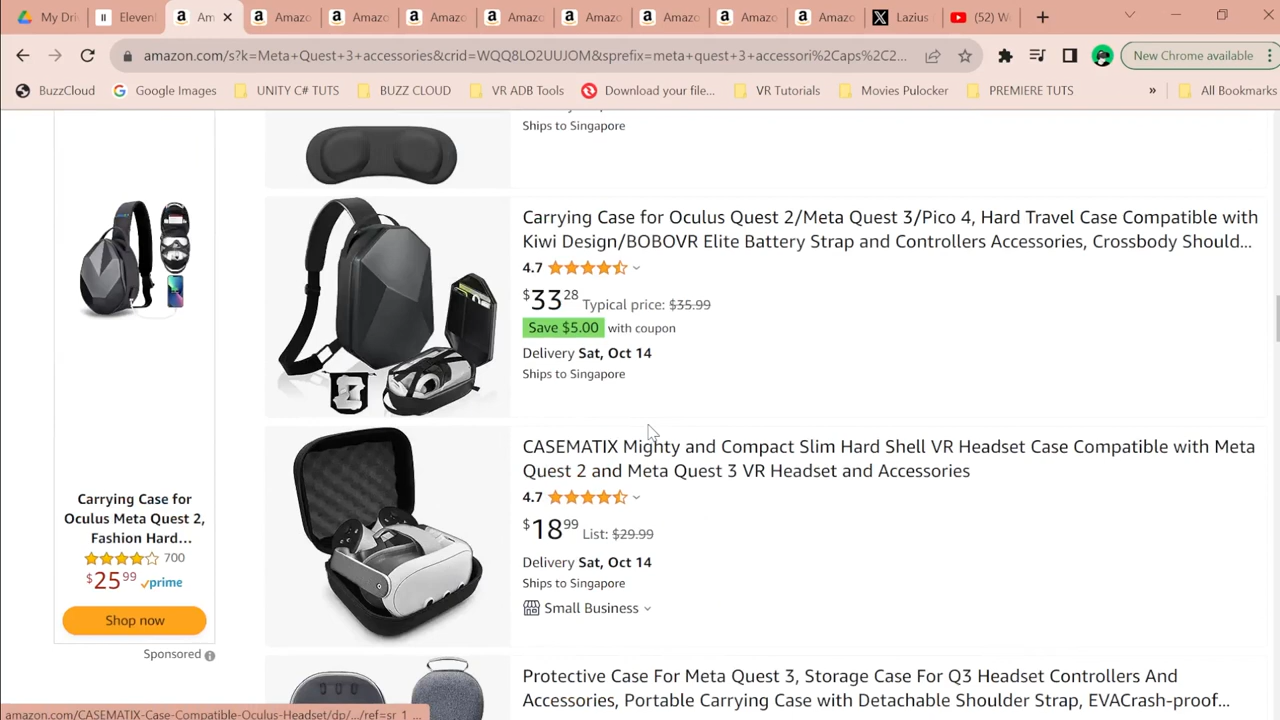 My Dri
Eleven
Am
Amazo
Amazo
Amazo
Amazo
Amazo
Amazo
Amazo
Amazo
Lazius
(52) W
amazon.com/s?k=Meta+Quest+3+accessories&crid=WQQ8LO2UUJOM&sprefix=meta+quest+3+accessori%2Caps%2C2...
New Chrome available
BuzzCloud
Google Images
UNITY C# TUTS
BUZZ CLOUD
VR ADB Tools
Download your file...
VR Tutorials
Movies Pulocker
PREMIERE TUTS
»
All Bookmarks
Ships to Singapore
Carrying Case for Oculus Quest 2/Meta Quest 3/Pico 4, Hard Travel Case Compatible with
Kiwi Design/BOBOVR Elite Battery Strap and Controllers Accessories, Crossbody Should...
4.7
$33 28 Typical price: $35.99
Save $5.00 with coupon
Delivery Sat, Oct 14
Ships to Singapore
CASEMATIX Mighty and Compact Slim Hard Shell VR Headset Case Compatible with Meta
Quest 2 and Meta Quest 3 VR Headset and Accessories
4.7
$18 99 List: $29.99
Delivery Sat, Oct 14
Ships to Singapore
Small Business
Protective Case For Meta Quest 3, Storage Case For Q3 Headset Controllers And
Accessories, Portable Carrying Case with Detachable Shoulder Strap, EVACrash-proof...
Carrying Case for
Oculus Meta Quest 2,
Fashion Hard...
700
$25 99 prime
Shop now
Sponsored
amazon.com/CASEMATIX-Case-Compatible-Oculus-Headset/dp/.../ref=sr_1_...